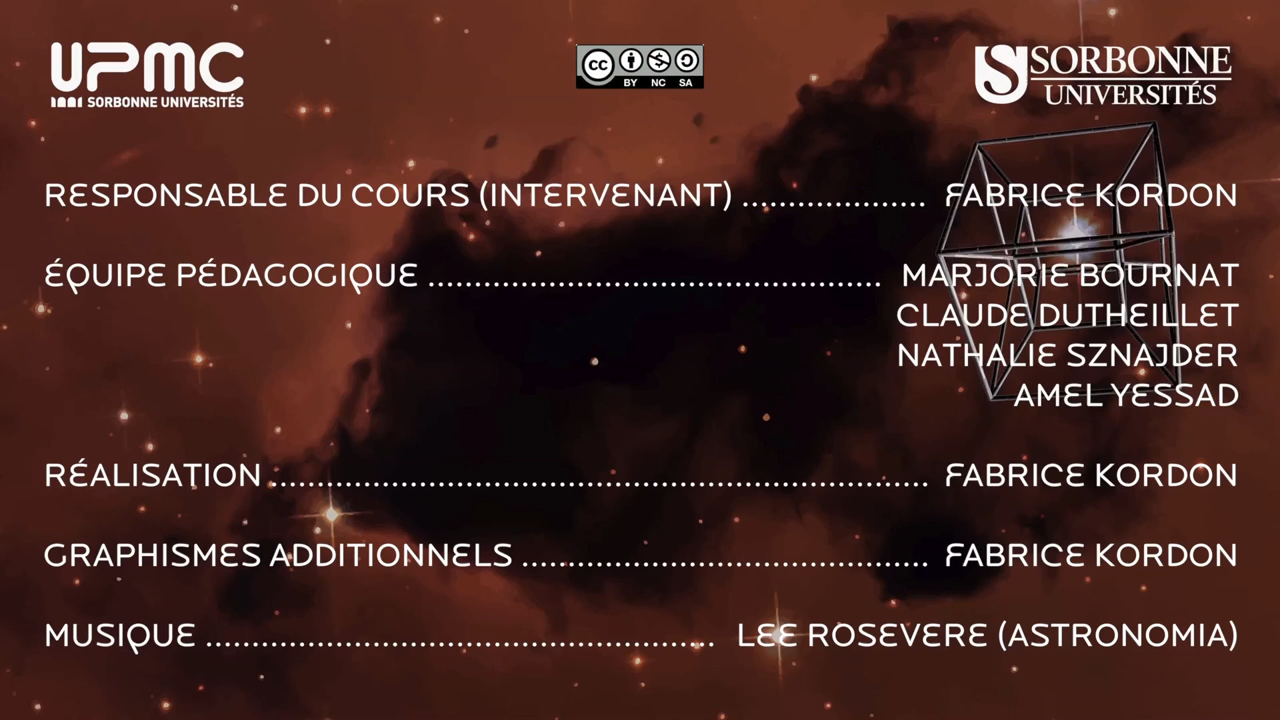 UPMC
SORBONNE UNIVERSITÉS
cc BY NC SA
SORBONNE
UNIVERSITÉS
RESPONSABLE DU COURS (INTERVENANT) .................... FABRICE KORDON
ÉQUIPE PÉDAGOGIQUE ................................................. MARJORIE BOURNAT
CLAUDE DUTHEILLET
NATHALIE SZNAJDER
AMEL YESSAD
RÉALISATION ....................................................................... FABRICE KORDON
GRAPHISMES ADDITIONNELS ............................................ FABRICE KORDON
MUSIQUE ....................................................... LEE ROSEVERE (ASTRONOMIA)